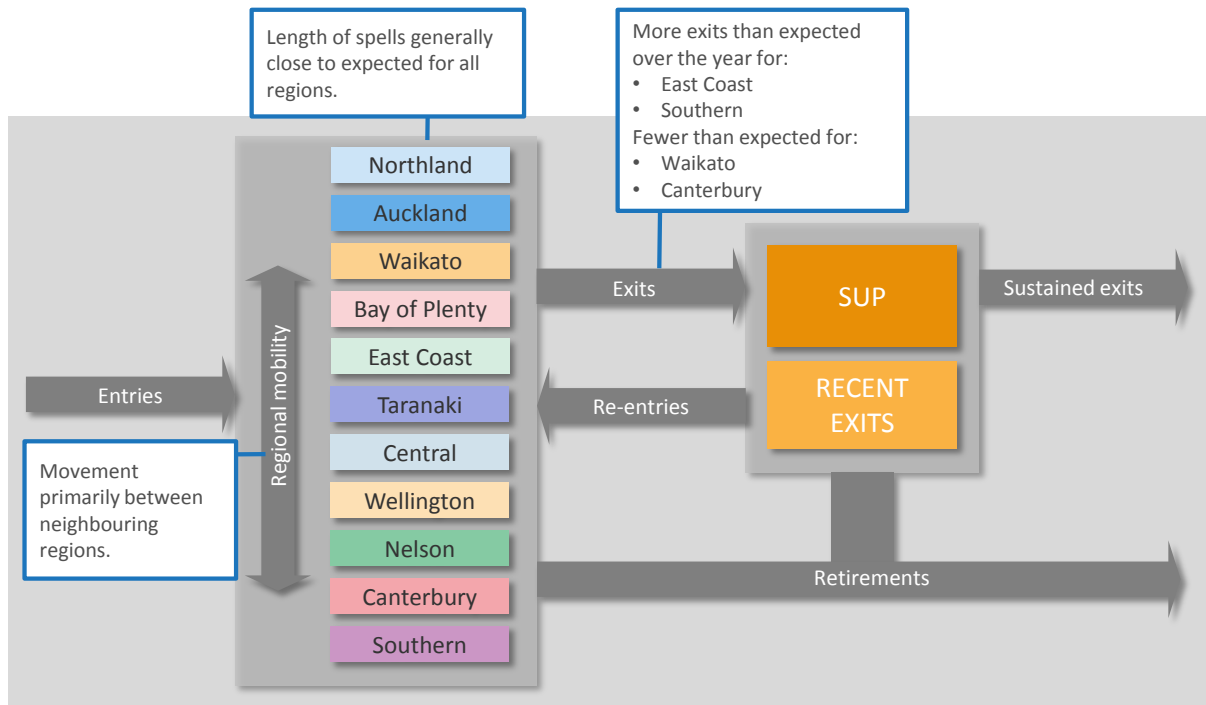 Length of spells generally
close to expected for all
regions.
More exits than expected
over the year for:
• East Coast
• Southern
Fewer than expected for:
• Waikato
• Canterbury
Northland
Auckland
Waikato
Bay of Plenty
East Coast
Taranaki
Central
Wellington
Nelson
Canterbury
Southern
Regional mobility
Entries
Movement
primarily between
neighbouring
regions.
Exits
Re-entries
SUP
RECENT
EXITS
Sustained exits
Retirements